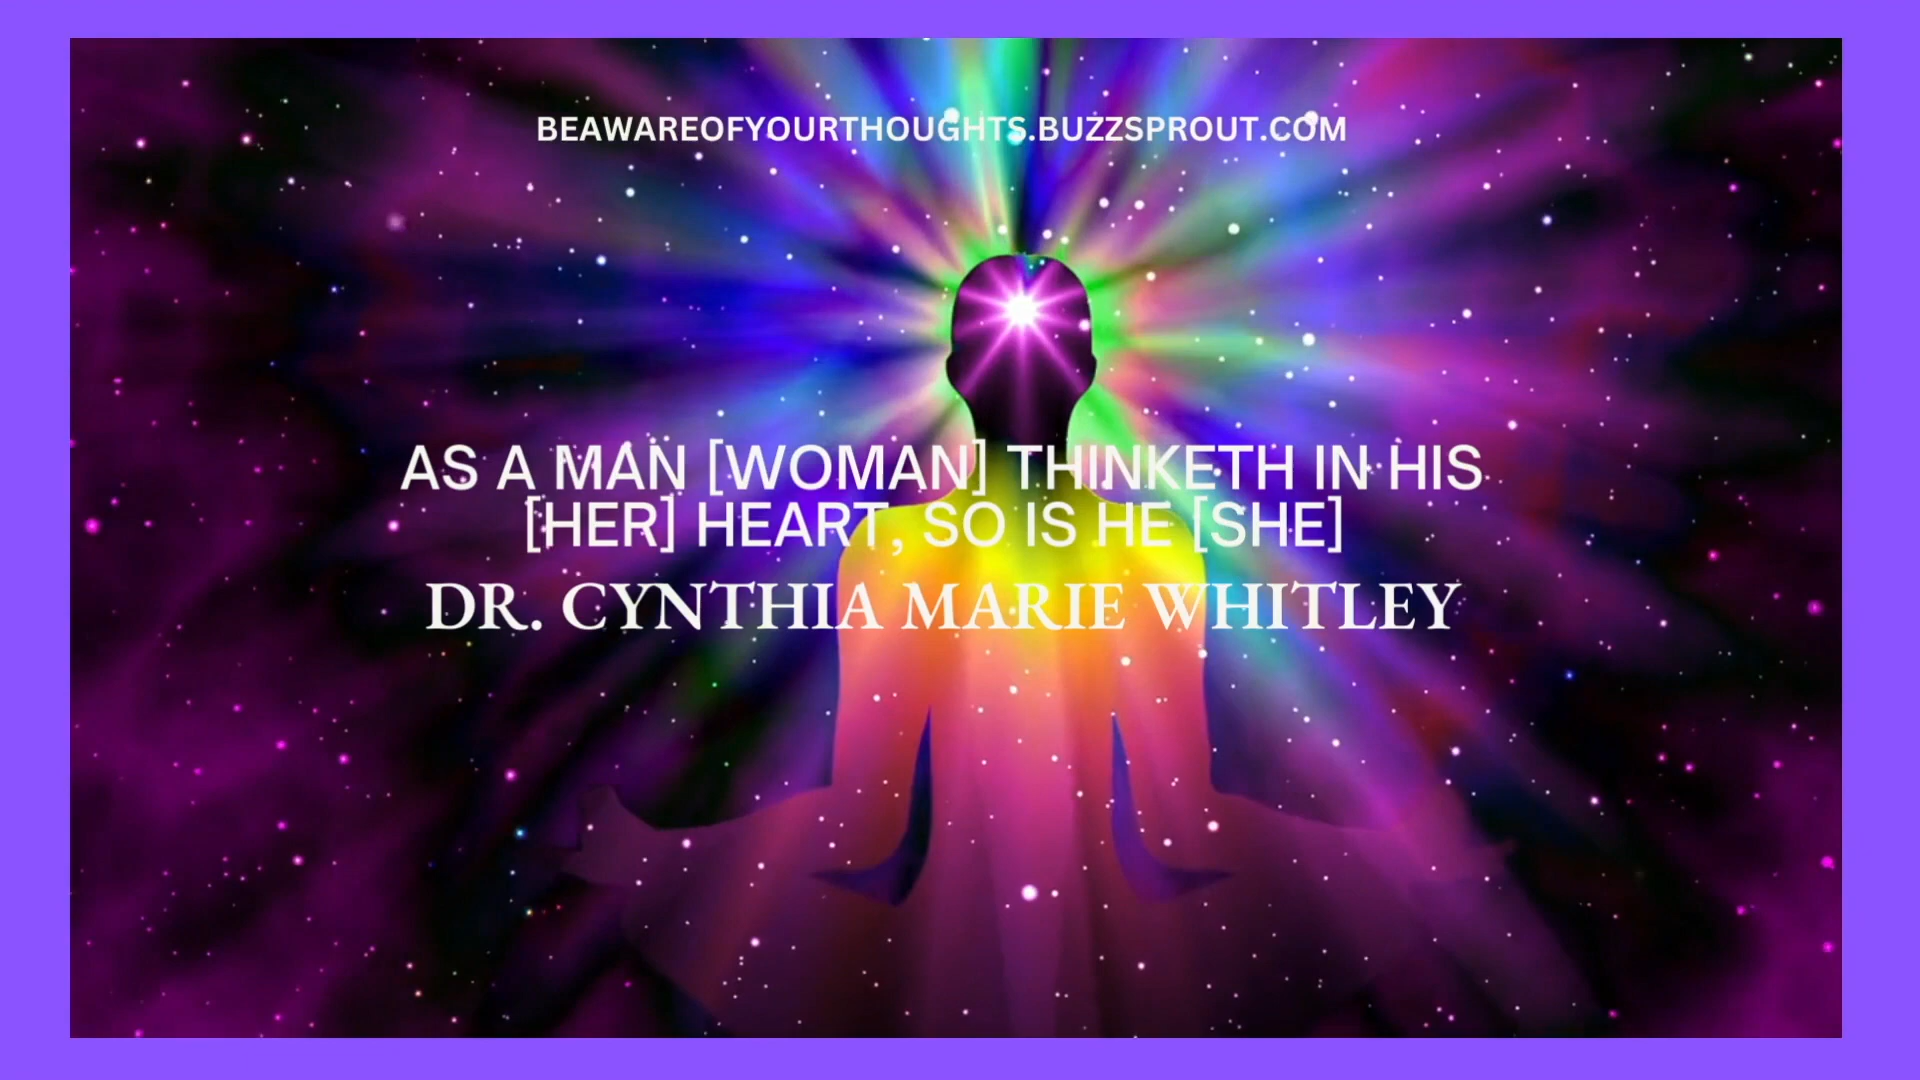 BEAWAREOFYOURTHOUGHTS.BUZZSPROUT.COM
AS A MAN [WOMAN] THINKETH IN HIS
[HER] HEART, SO IS HE [SHE]
DR. CYNTHIA MARIE WHITLEY